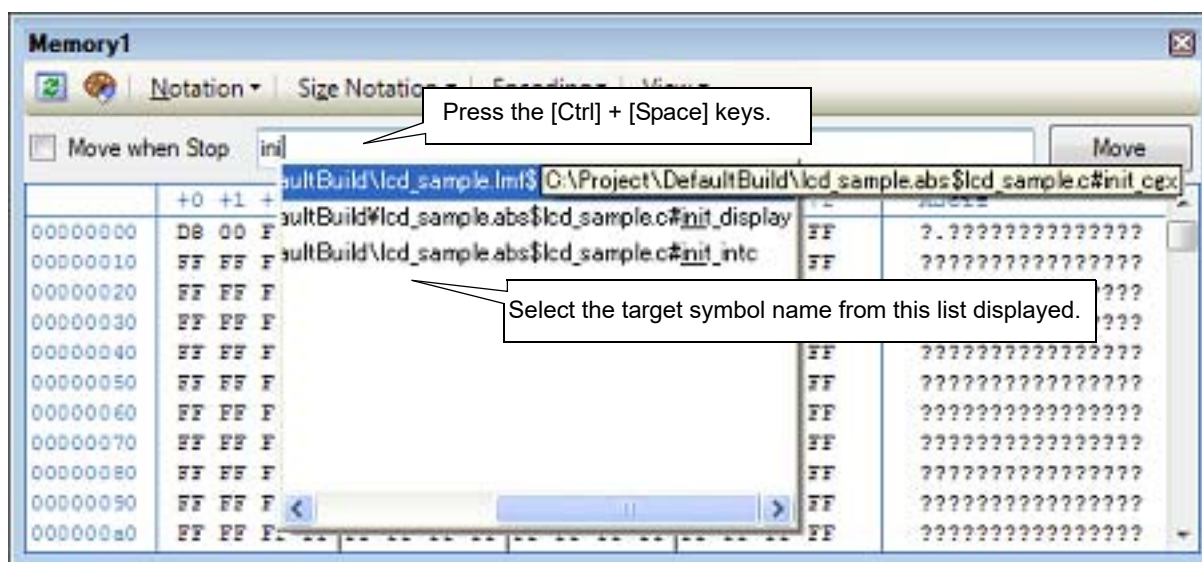 Memory1
Notation Size Notation Encoding View
Press the [Ctrl] + [Space] keys.
Move when Stop ini Move
aultBuild\lcd_sample.lmf$ C:\Project\DefaultBuild\lcd_sample.abs$lcd_sample.c#init_cgx
+0 +1 +
aultBuild¥lcd_sample.abs$lcd_sample.c#init_display
00000000 D8 00 F FF ?.??????????????
aultBuild\lcd_sample.abs$lcd_sample.c#init_intc
00000010 FF FF F FF ????????????????
00000020 FF FF F ???
Select the target symbol name from this list displayed.
00000030 FF FF F ???
00000040 FF FF F FF ????????????????
00000050 FF FF F FF ????????????????
00000060 FF FF F FF ????????????????
00000070 FF FF F FF ????????????????
00000080 FF FF F FF ????????????????
00000090 FF FF F FF ????????????????
000000a0 FF FF FF FF ????????????????